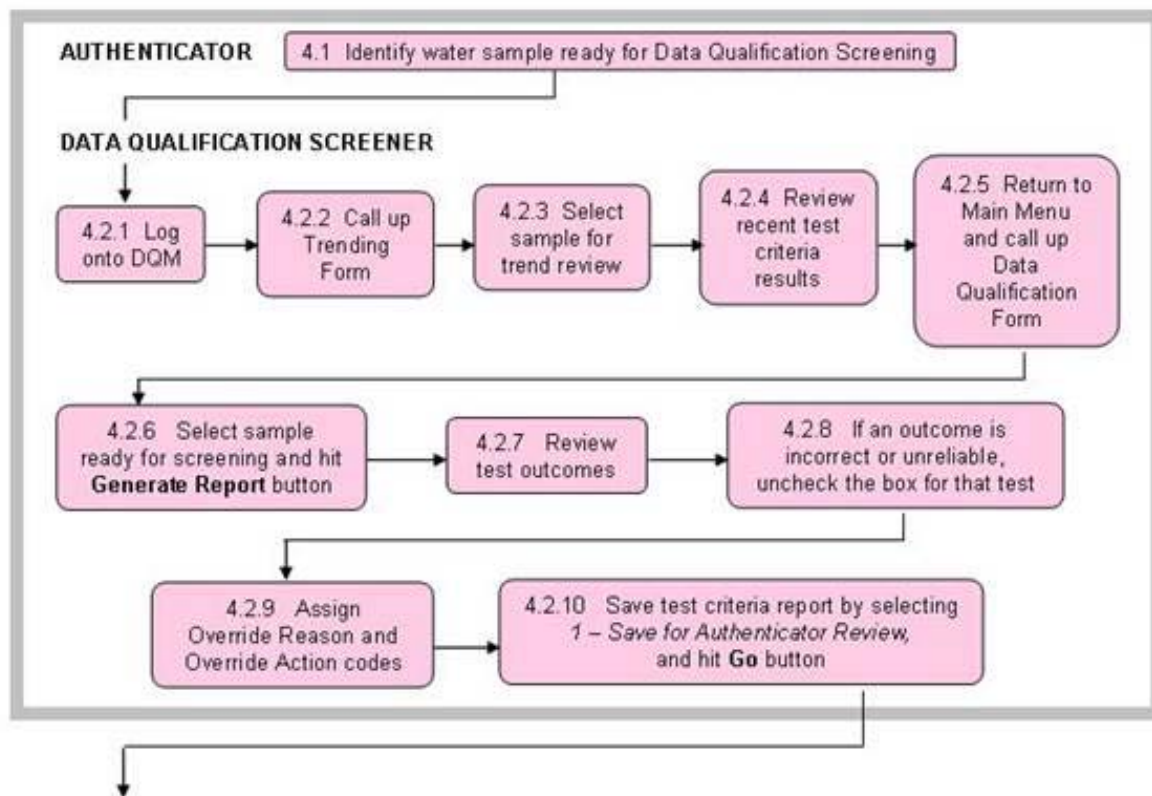 AUTHENTICATOR
4.1 Identify water sample ready for Data Qualification Screening
DATA QUALIFICATION SCREENER
4.2.1 Log
onto DQM
4.2.2 Call up
Trending
Form
4.2.3 Select
sample for
trend review
4.2.4 Review
recent test
criteria
results
4.2.5 Return to
Main Menu
and call up
Data
Qualification
Form
4.2.6 Select sample
ready for screening and hit
Generate Report button
4.2.7 Review
test outcomes
4.2.8 If an outcome is
incorrect or unreliable,
uncheck the box for that test
4.2.9 Assign
Override Reason and
Override Action codes
4.2.10 Save test criteria report by selecting
1 – Save for Authenticator Review,
and hit Go button